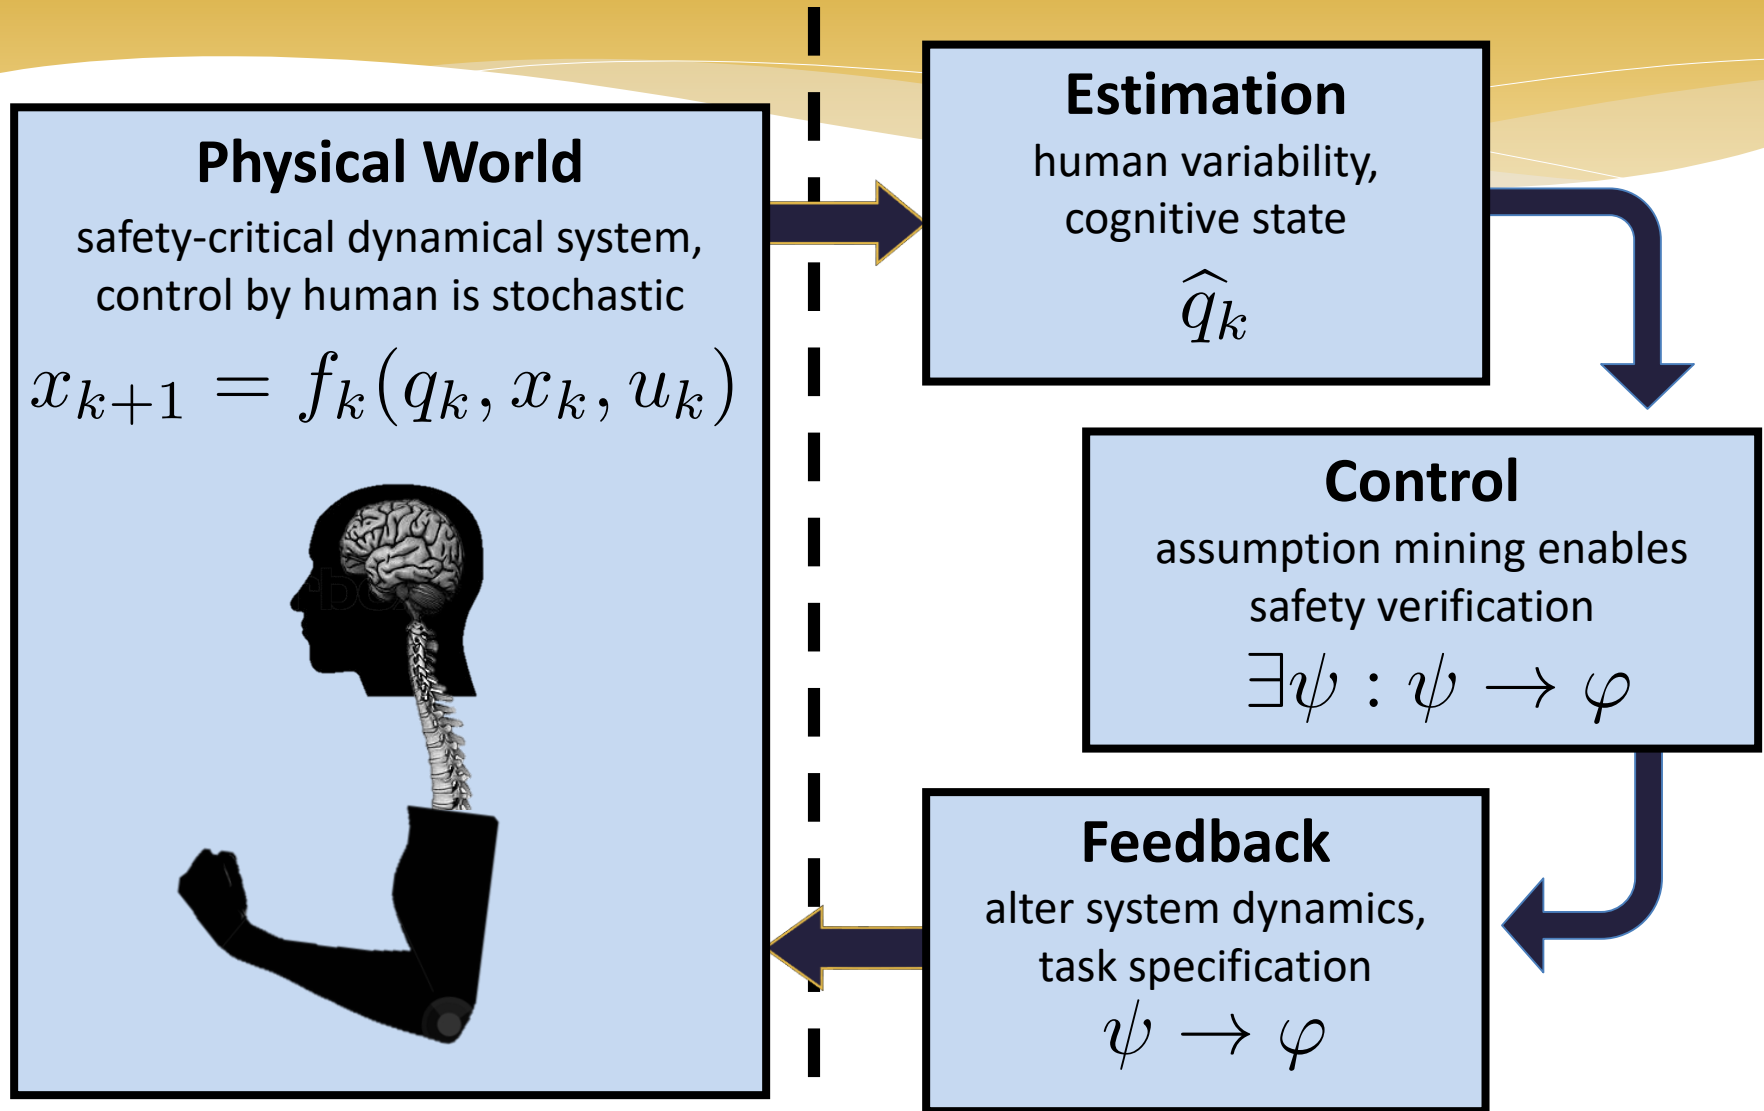 Physical World
safety-critical dynamical system,
control by human is stochastic
x_{k+1} = f_k(q_k, x_k, u_k)
Estimation
human variability,
cognitive state
\widehat{q}_k
Control
assumption mining enables
safety verification
∃ψ : ψ → φ
Feedback
alter system dynamics,
task specification
ψ → φ